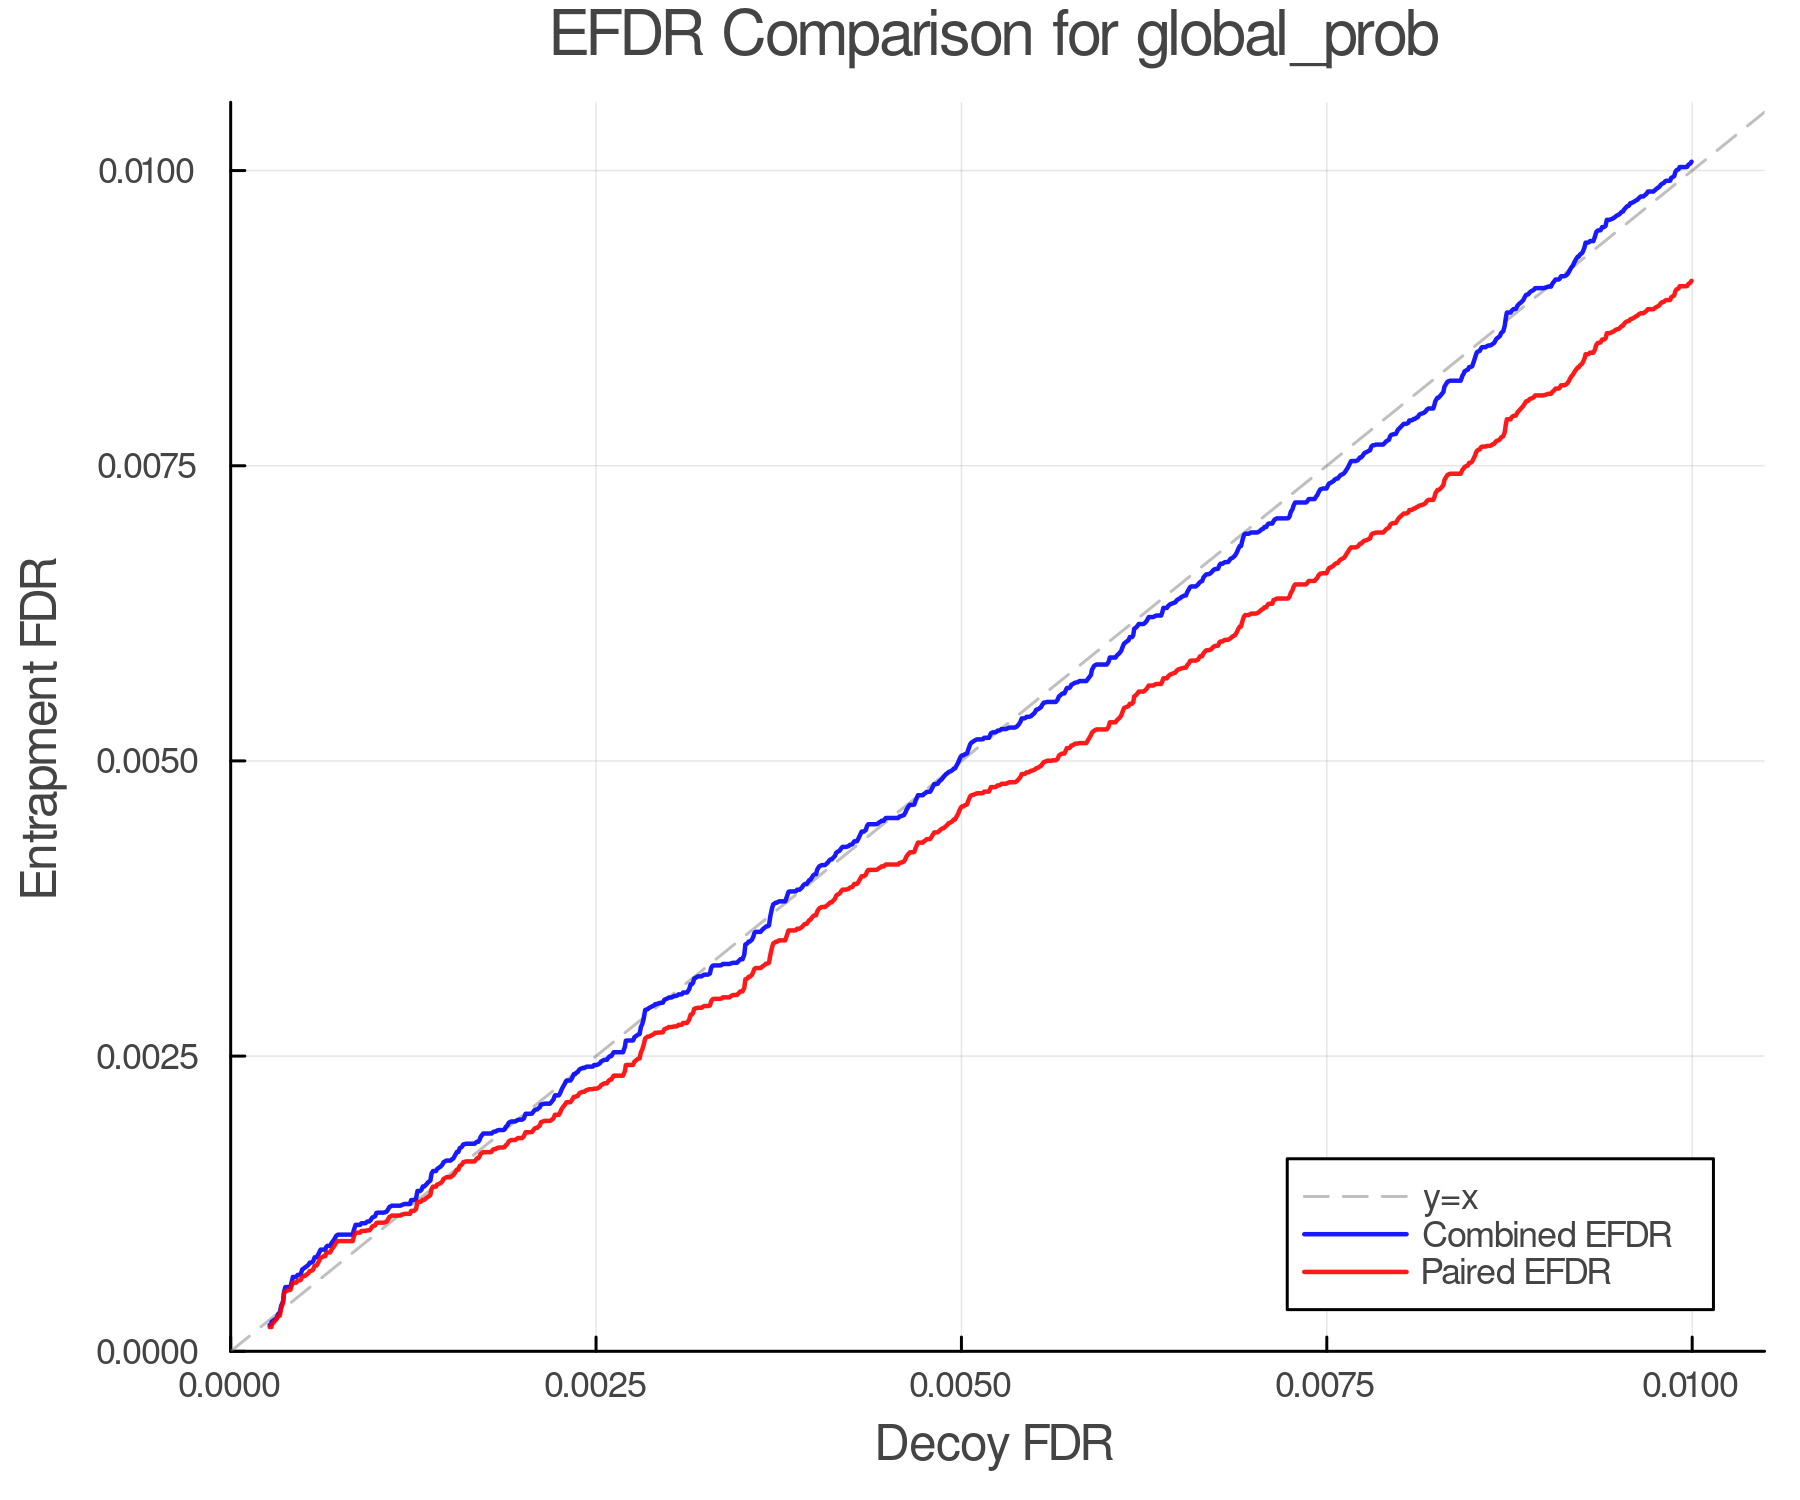 EFDR Comparison for global_prob
0.0100
0.0075
0.0050
0.0025
0.0000
Entrapment FDR
y=x
Combined EFDR
Paired EFDR
0.0000 0.0025 0.0050 0.0075 0.0100
Decoy FDR